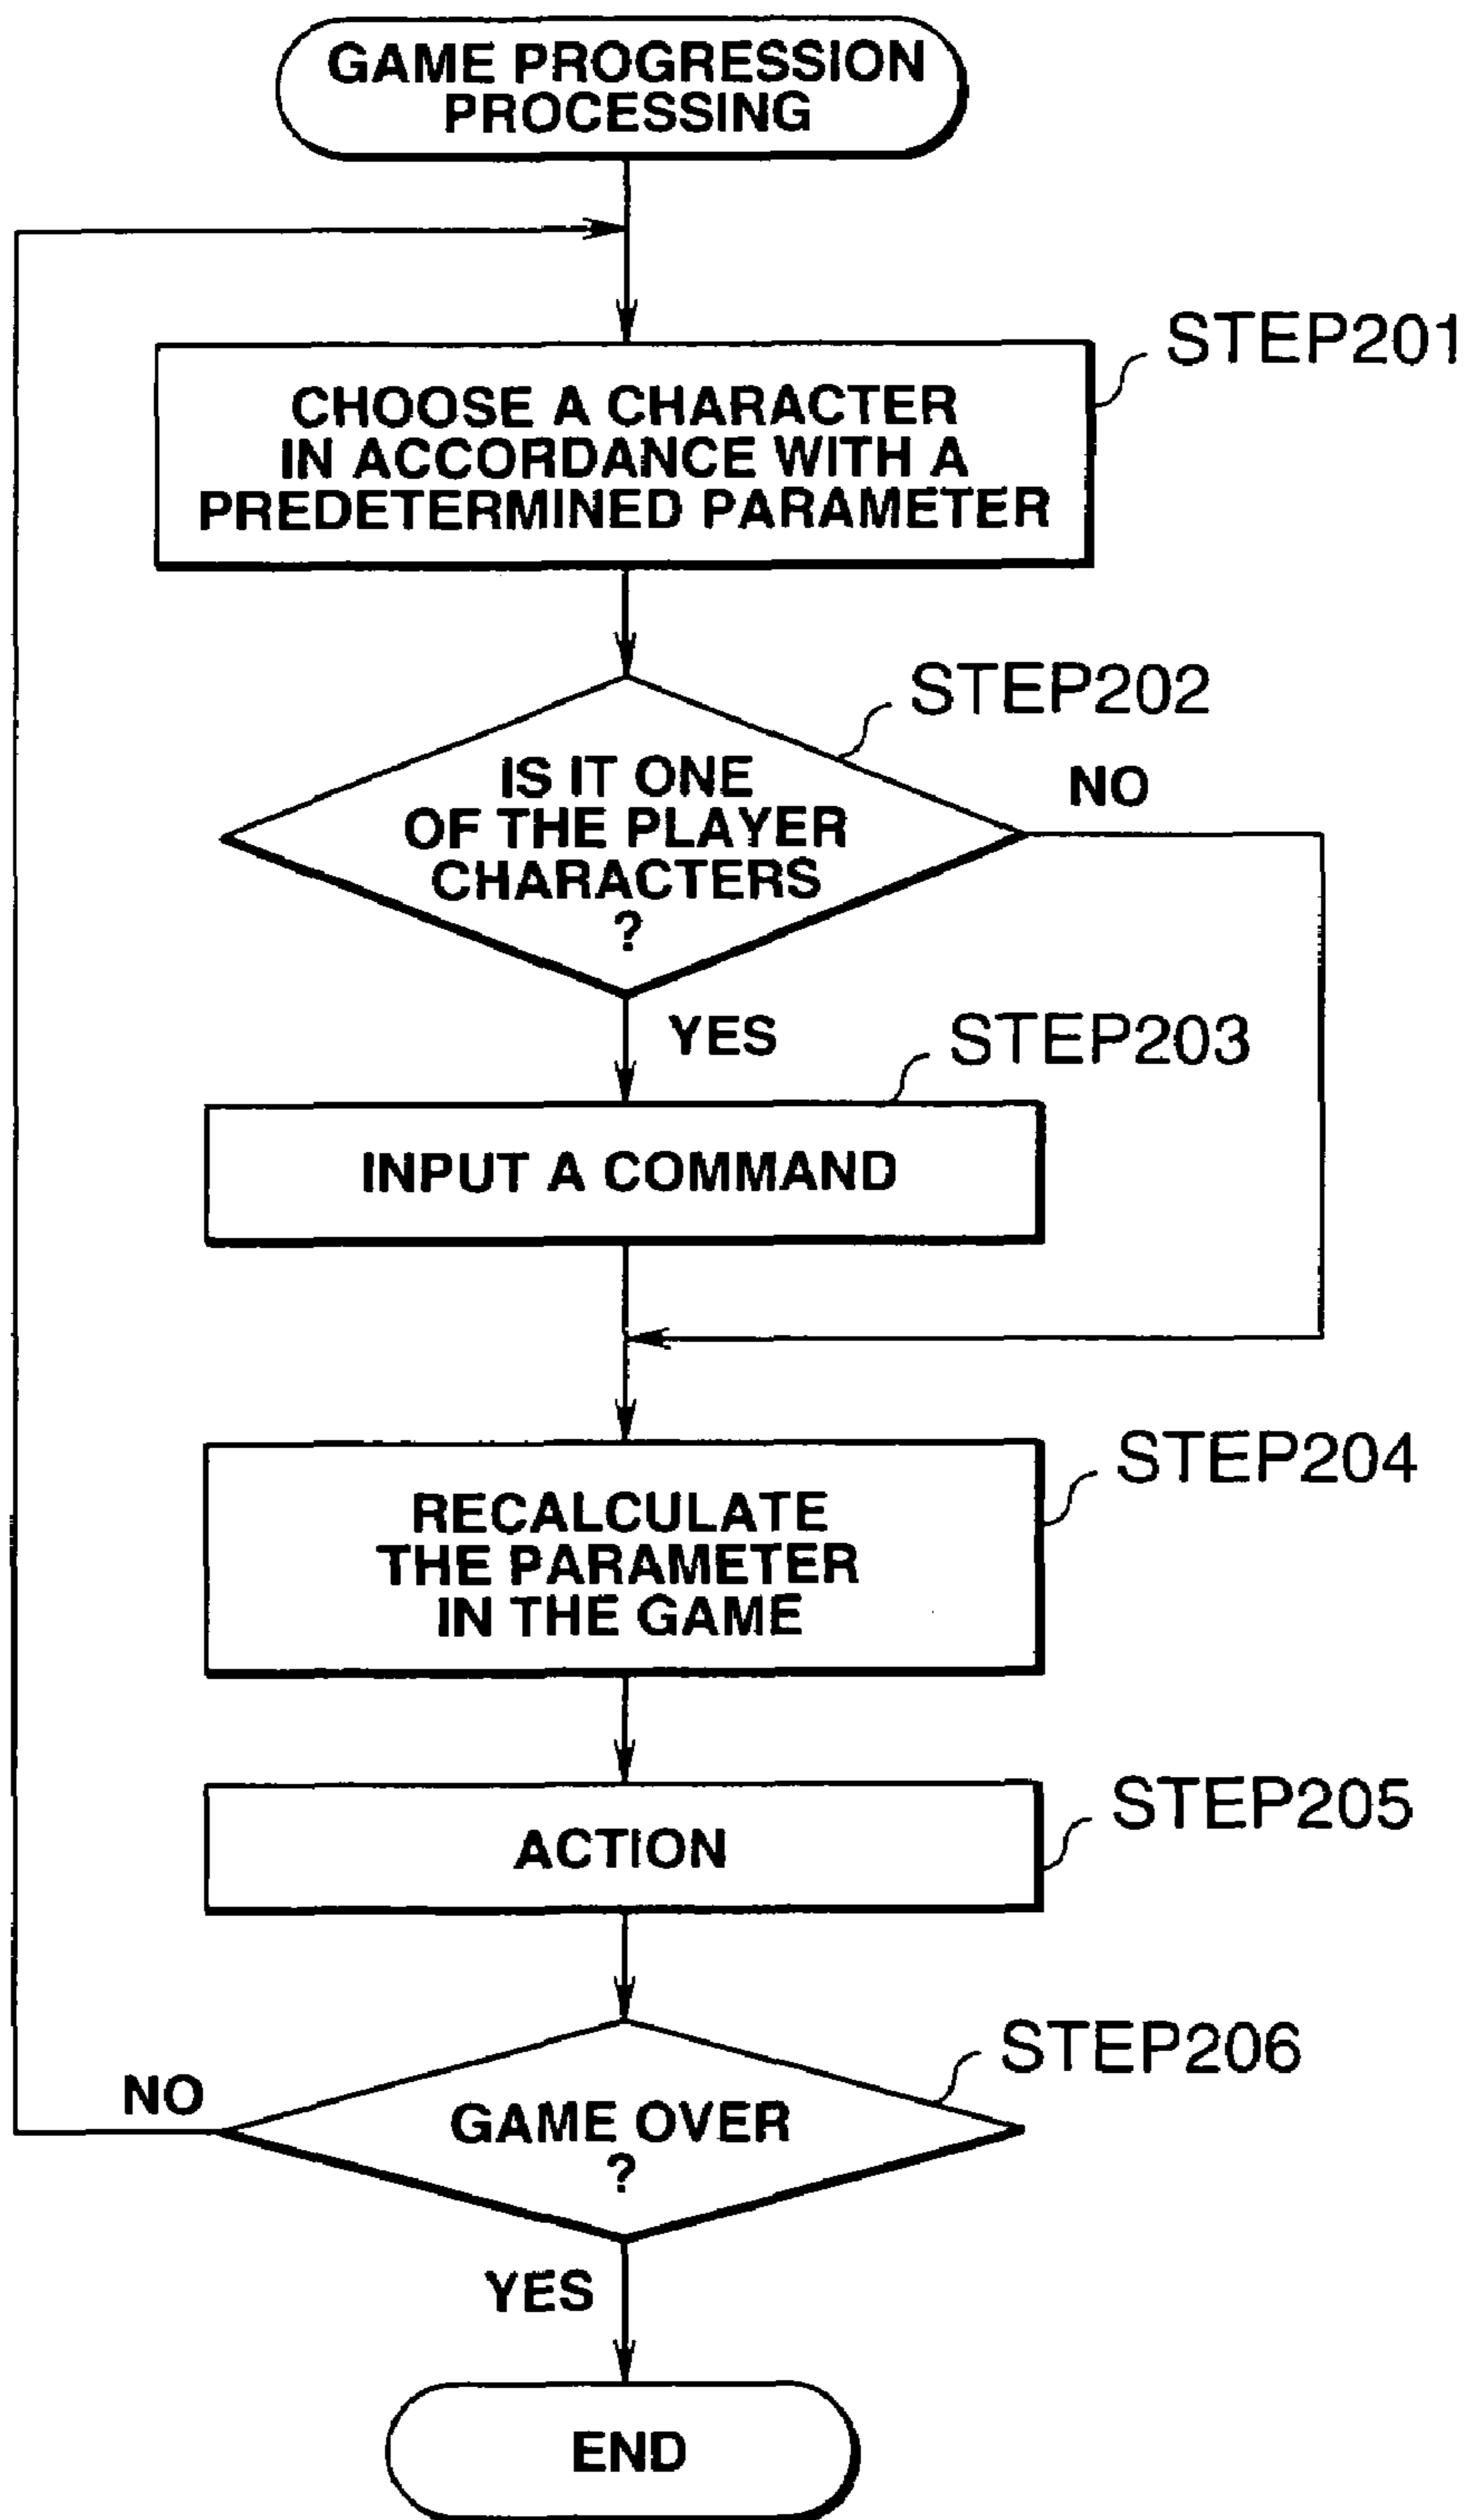 GAME PROGRESSION
PROCESSING
STEP201
CHOOSE A CHARACTER
IN ACCORDANCE WITH A
PREDETERMINED PARAMETER
STEP202
IS IT ONE
OF THE PLAYER
CHARACTERS
?
NO
YES
STEP203
INPUT A COMMAND
STEP204
RECALCULATE
THE PARAMETER
IN THE GAME
STEP205
ACTION
STEP206
GAME OVER
?
NO
YES
END